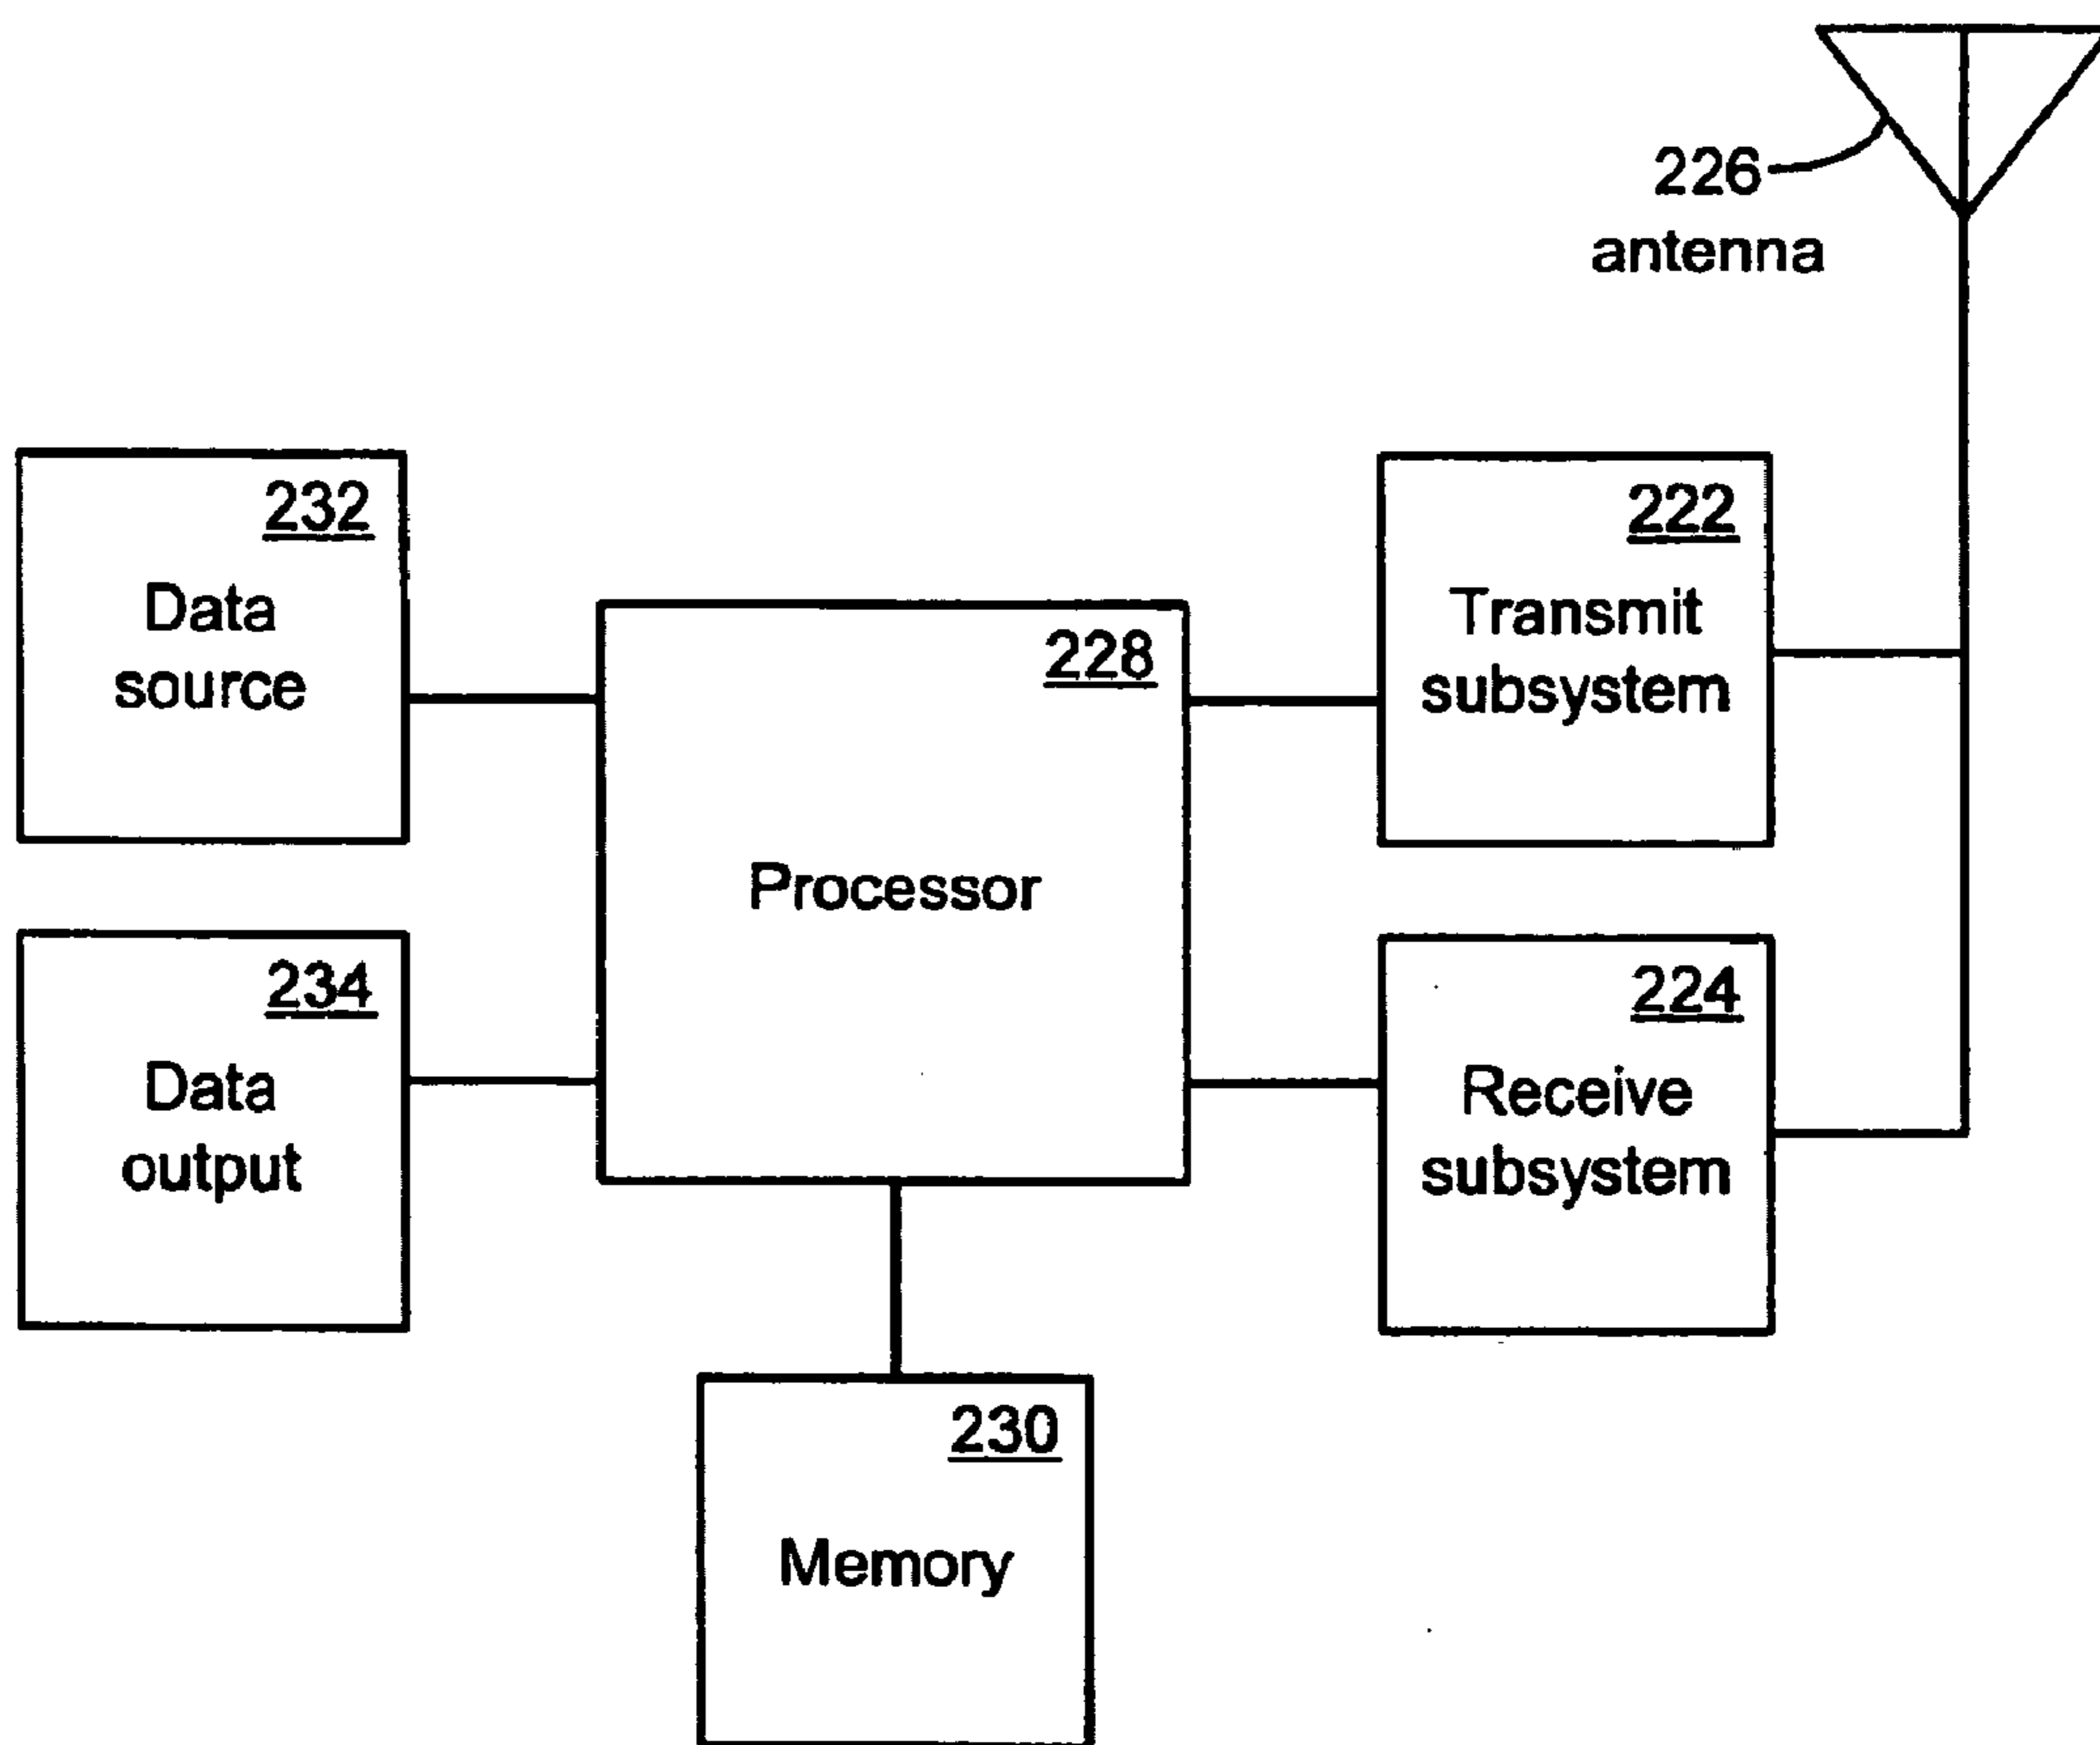 226
antenna
232
Data
source
228
Processor
222
Transmit
subsystem
234
Data
output
224
Receive
subsystem
230
Memory